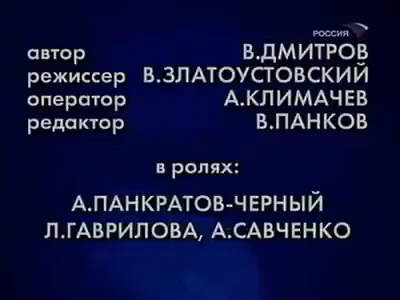 РОССИЯ
автор В.ДМИТРОВ
режиссер В.ЗЛАТОУСТОВСКИЙ
оператор А.КЛИМАЧЕВ
редактор В.ПАНКОВ
в ролях:
А.ПАНКРАТОВ-ЧЕРНЫЙ
Л.ГАВРИЛОВА, А.САВЧЕНКО